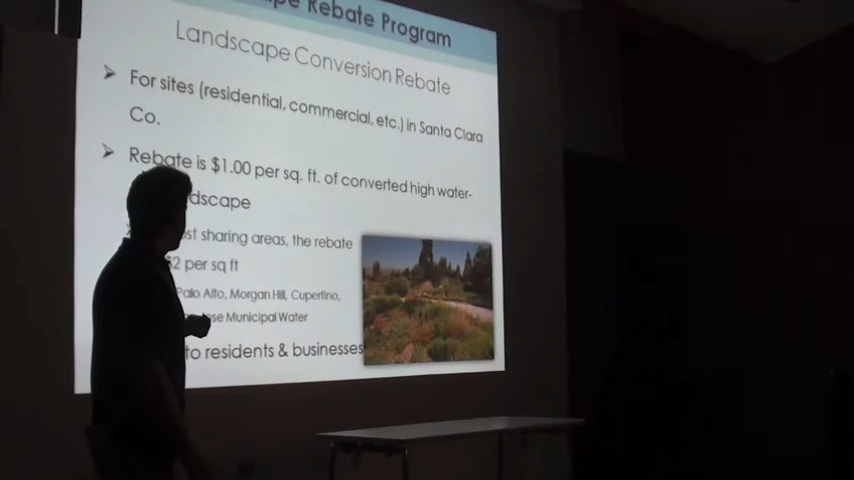 Rebate Program
Landscape Conversion Rebate
➢ For sites (residential, commercial, etc.) in Santa Clara
Co.
➢ Rebate is $1.00 per sq. ft. of converted high water-
sharing areas, the rebate
$2 per sq ft
Palo Alto, Morgan Hill, Cupertino,
Municipal Water
to residents & businesses